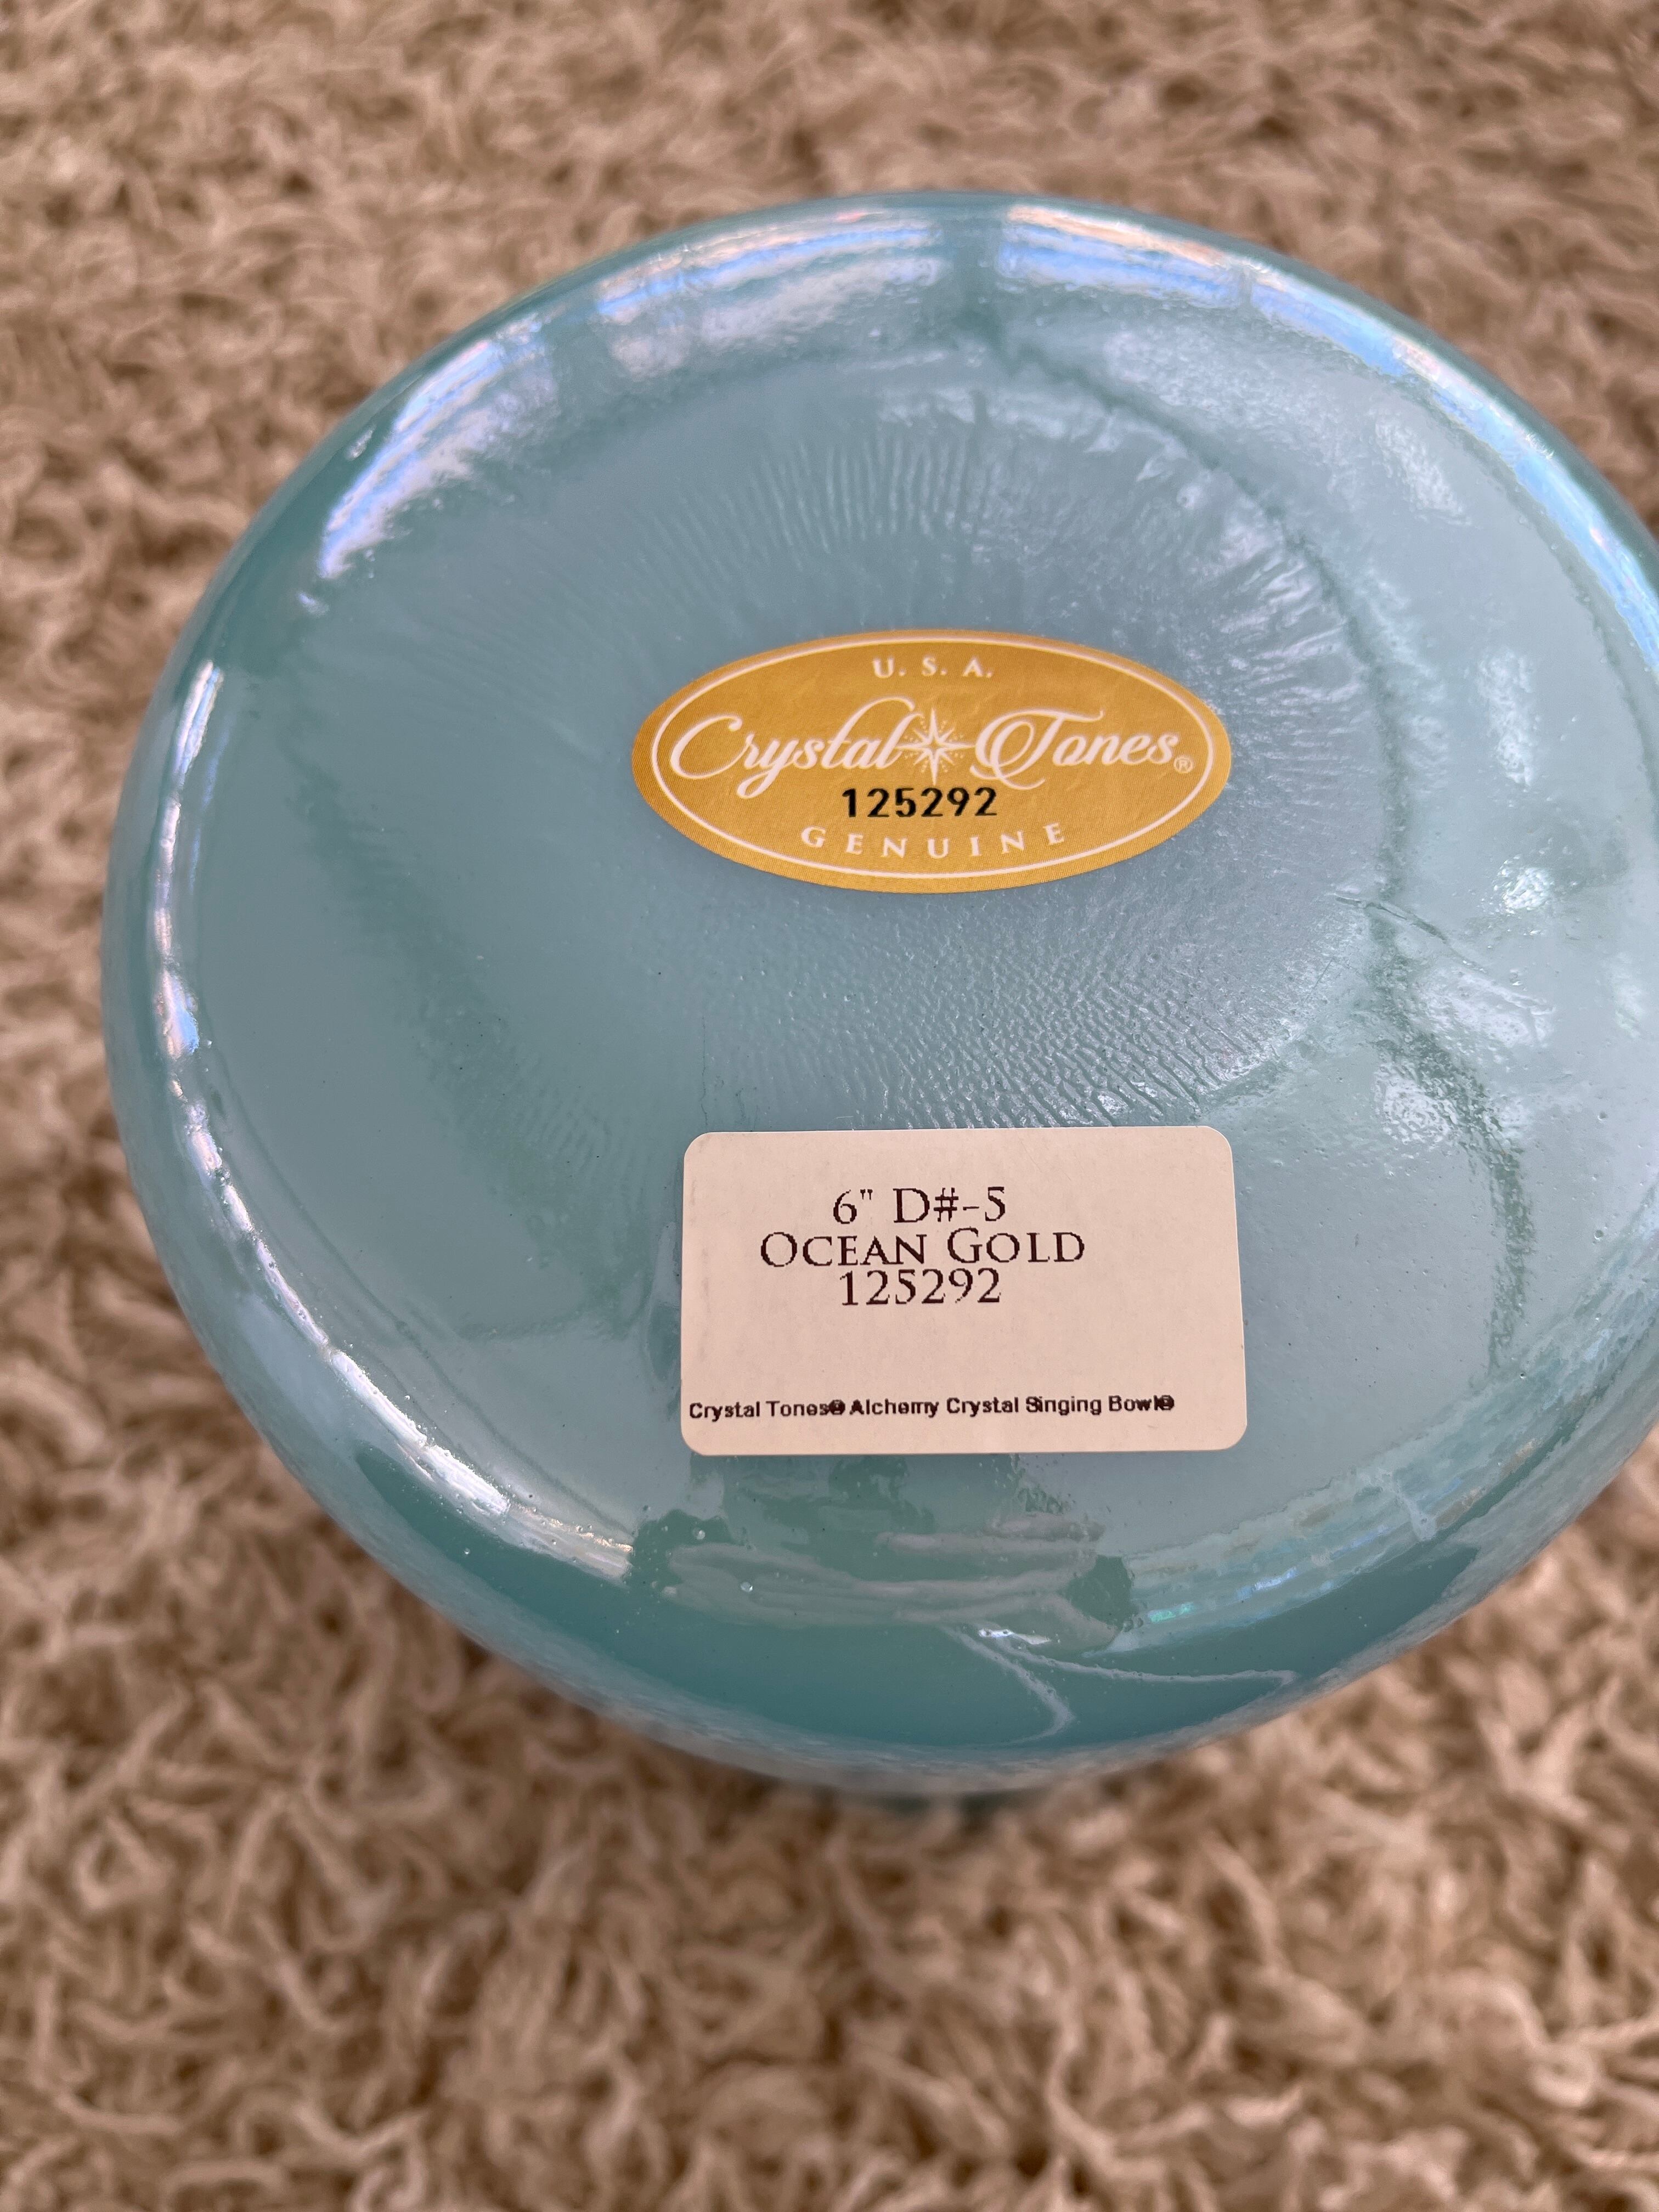 U. S. A.
Crystal Tones®
125292
GENUINE
6" D#-5
OCEAN GOLD
125292
Crystal Tones® Alchemy Crystal Singing Bowl®